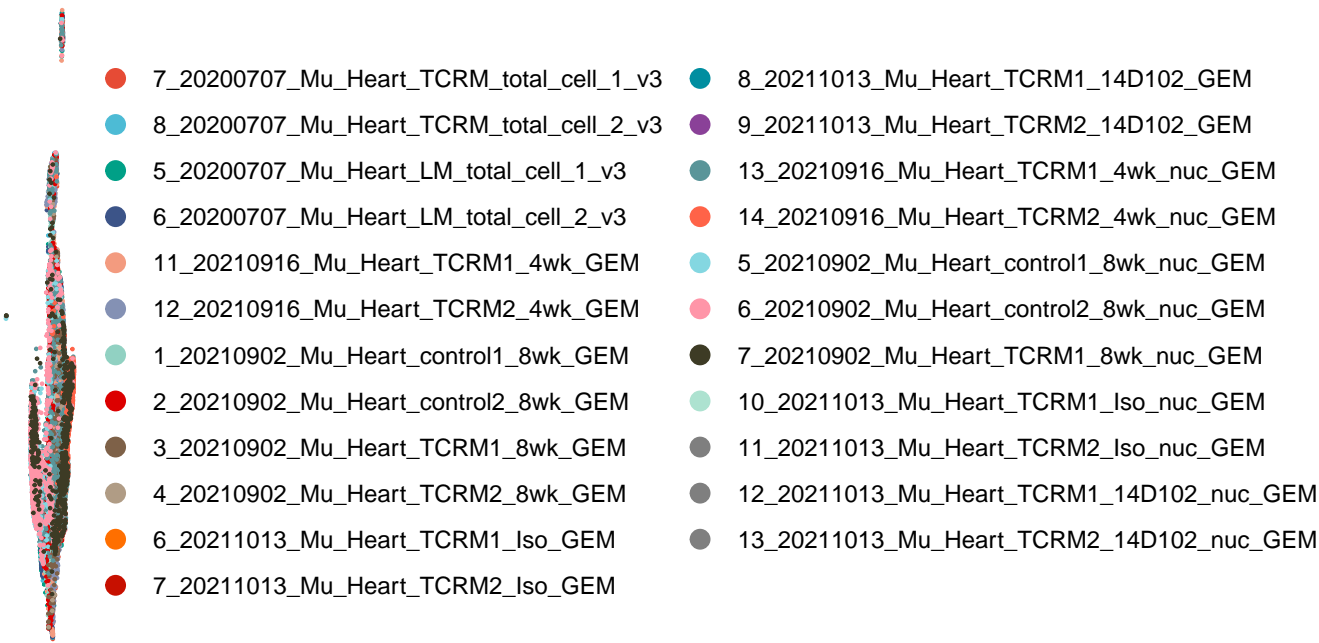 7_20200707_Mu_Heart_TCRM_total_cell_1_v3
8_20200707_Mu_Heart_TCRM_total_cell_2_v3
5_20200707_Mu_Heart_LM_total_cell_1_v3
6_20200707_Mu_Heart_LM_total_cell_2_v3
11_20210916_Mu_Heart_TCRM1_4wk_GEM
12_20210916_Mu_Heart_TCRM2_4wk_GEM
1_20210902_Mu_Heart_control1_8wk_GEM
2_20210902_Mu_Heart_control2_8wk_GEM
3_20210902_Mu_Heart_TCRM1_8wk_GEM
4_20210902_Mu_Heart_TCRM2_8wk_GEM
6_20211013_Mu_Heart_TCRM1_Iso_GEM
7_20211013_Mu_Heart_TCRM2_Iso_GEM
8_20211013_Mu_Heart_TCRM1_14D102_GEM
9_20211013_Mu_Heart_TCRM2_14D102_GEM
13_20210916_Mu_Heart_TCRM1_4wk_nuc_GEM
14_20210916_Mu_Heart_TCRM2_4wk_nuc_GEM
5_20210902_Mu_Heart_control1_8wk_nuc_GEM
6_20210902_Mu_Heart_control2_8wk_nuc_GEM
7_20210902_Mu_Heart_TCRM1_8wk_nuc_GEM
10_20211013_Mu_Heart_TCRM1_Iso_nuc_GEM
11_20211013_Mu_Heart_TCRM2_Iso_nuc_GEM
12_20211013_Mu_Heart_TCRM1_14D102_nuc_GEM
13_20211013_Mu_Heart_TCRM2_14D102_nuc_GEM